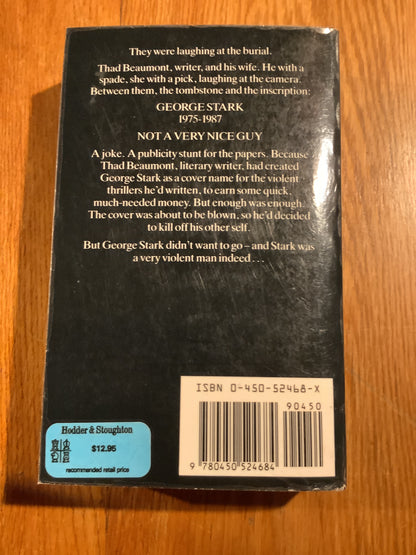 They were laughing at the burial.
Thad Beaumont, writer, and his wife. He with a
spade, she with a pick, laughing at the camera.
Between them, the tombstone and the inscription:
GEORGE STARK
1975-1987
NOT A VERY NICE GUY
A joke. A publicity stunt for the papers. Because
Thad Beaumont, literary writer, had created
George Stark as a cover name for the violent
thrillers he'd written, to earn some quick,
much-needed money. But enough was enough.
The cover was about to be blown, so he'd decided
to kill off his other self.
But George Stark didn't want to go – and Stark was
a very violent man indeed . . .
ISBN 0-450-52468-X
90450
9 780450 524684
Hodder & Stoughton
$12.95
recommended retail price